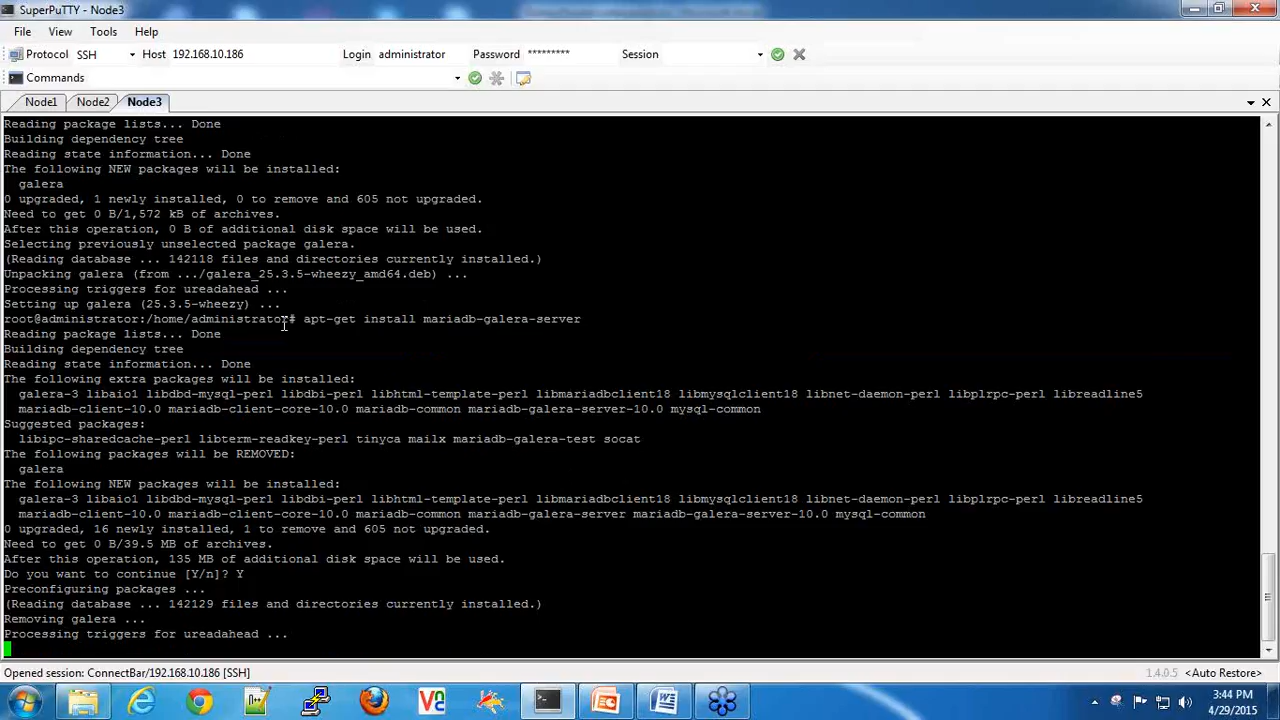 SuperPuTTY - Node3
File View Tools Help
Protocol SSH Host 192.168.10.186 Login administrator Password ********* Session
Commands
Node1 Node2 Node3
Reading package lists... Done
Building dependency tree
Reading state information... Done
The following NEW packages will be installed:
galera
0 upgraded, 1 newly installed, 0 to remove and 605 not upgraded.
Need to get 0 B/1,572 kB of archives.
After this operation, 0 B of additional disk space will be used.
Selecting previously unselected package galera.
(Reading database ... 142118 files and directories currently installed.)
Unpacking galera (from .../galera_25.3.5-wheezy_amd64.deb) ...
Processing triggers for ureadahead ...
Setting up galera (25.3.5-wheezy) ...
root@administrator:/home/administrator# apt-get install mariadb-galera-server
Reading package lists... Done
Building dependency tree
Reading state information... Done
The following extra packages will be installed:
galera-3 libaio1 libdbd-mysql-perl libdbi-perl libhtml-template-perl libmariadbclient18 libmysqlclient18 libnet-daemon-perl libplrpc-perl libreadline5
mariadb-client-10.0 mariadb-client-core-10.0 mariadb-common mariadb-galera-server-10.0 mysql-common
Suggested packages:
libipc-sharedcache-perl libterm-readkey-perl tinyca mailx mariadb-galera-test socat
The following packages will be REMOVED:
galera
The following NEW packages will be installed:
galera-3 libaio1 libdbd-mysql-perl libdbi-perl libhtml-template-perl libmariadbclient18 libmysqlclient18 libnet-daemon-perl libplrpc-perl libreadline5
mariadb-client-10.0 mariadb-client-core-10.0 mariadb-common mariadb-galera-server mariadb-galera-server-10.0 mysql-common
0 upgraded, 16 newly installed, 1 to remove and 605 not upgraded.
Need to get 0 B/39.5 MB of archives.
After this operation, 135 MB of additional disk space will be used.
Do you want to continue [Y/n]? Y
Preconfiguring packages ...
(Reading database ... 142129 files and directories currently installed.)
Removing galera ...
Processing triggers for ureadahead ...
Opened session: ConnectBar/192.168.10.186 [SSH] 1.4.0.5 <Auto Restore>
3:44 PM
4/29/2015